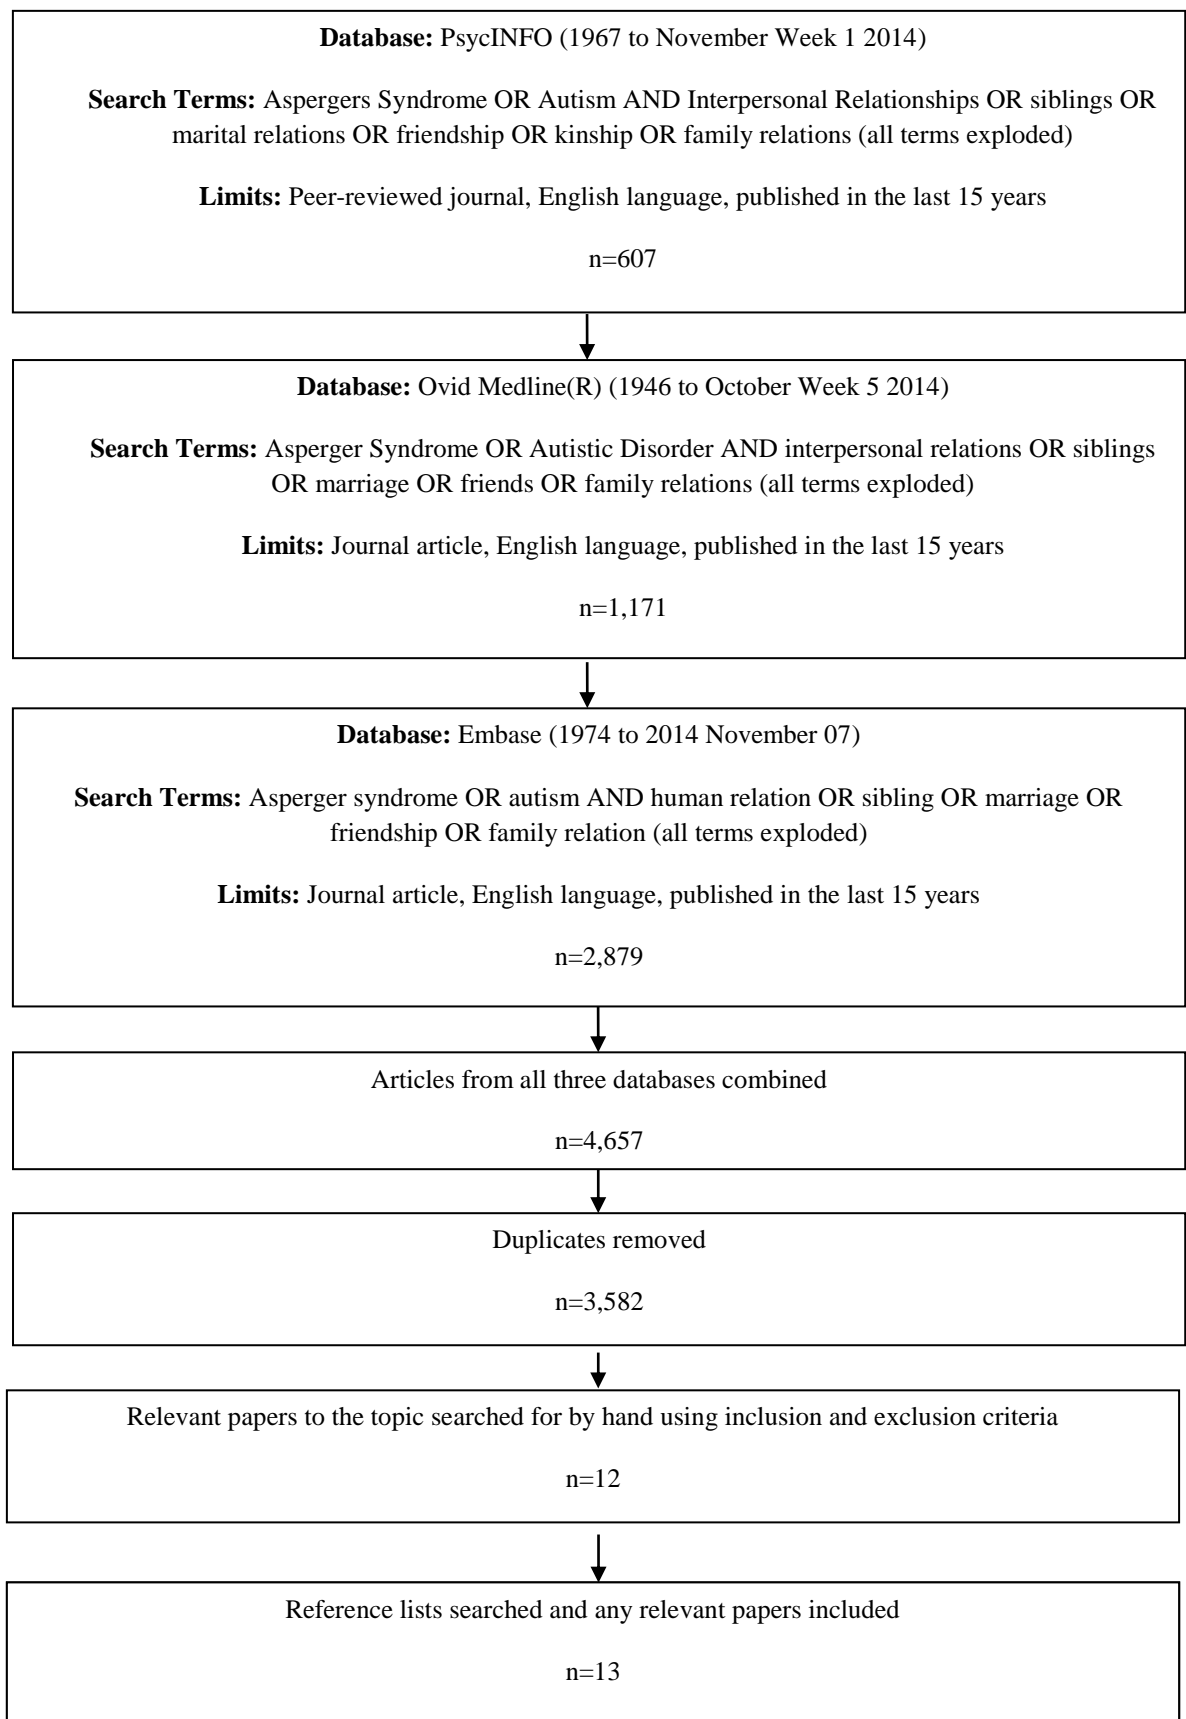 Database: PsycINFO (1967 to November Week 1 2014)
Search Terms: Aspergers Syndrome OR Autism AND Interpersonal Relationships OR siblings OR
marital relations OR friendship OR kinship OR family relations (all terms exploded)
Limits: Peer-reviewed journal, English language, published in the last 15 years
n=607
Database: Ovid Medline(R) (1946 to October Week 5 2014)
Search Terms: Asperger Syndrome OR Autistic Disorder AND interpersonal relations OR siblings
OR marriage OR friends OR family relations (all terms exploded)
Limits: Journal article, English language, published in the last 15 years
n=1,171
Database: Embase (1974 to 2014 November 07)
Search Terms: Asperger syndrome OR autism AND human relation OR sibling OR marriage OR
friendship OR family relation (all terms exploded)
Limits: Journal article, English language, published in the last 15 years
n=2,879
Articles from all three databases combined
n=4,657
Duplicates removed
n=3,582
Relevant papers to the topic searched for by hand using inclusion and exclusion criteria
n=12
Reference lists searched and any relevant papers included
n=13